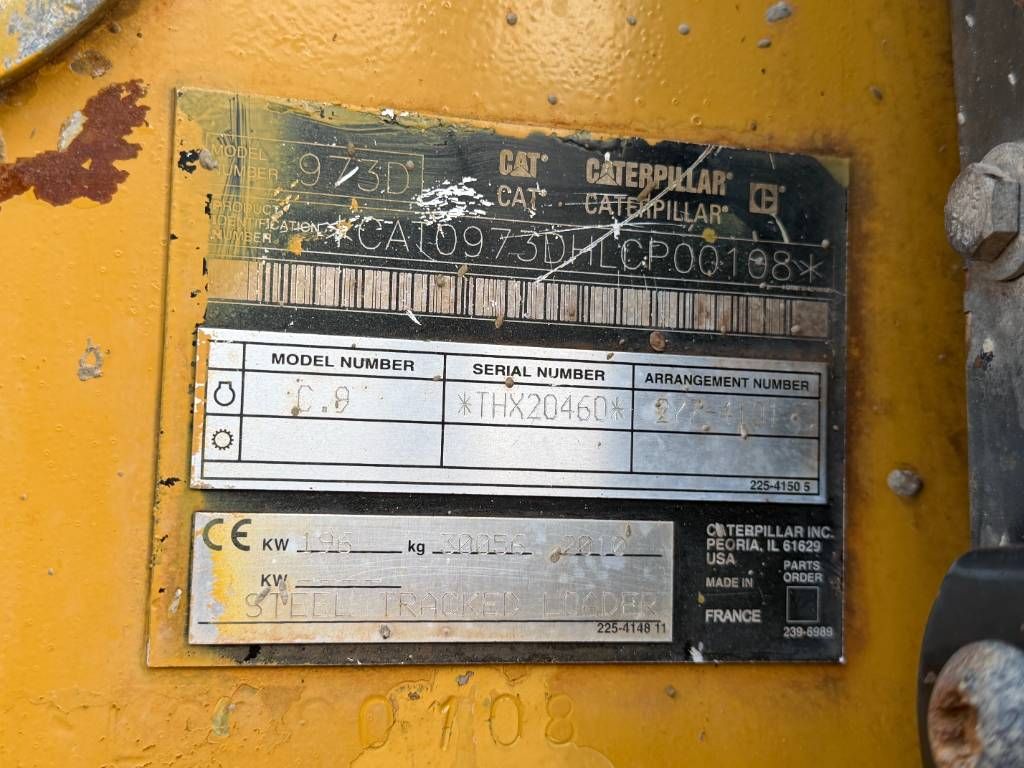 MODEL NUMBER 973D
CAT CATERPILLAR
CAT CATERPILLAR
PRODUCT IDENTIFICATION NUMBER *CAT0973DHLCP00108*
MODEL NUMBER SERIAL NUMBER ARRANGEMENT NUMBER
C.9 *THX20460*
225-4150 5
CE KW 196 kg 30056 2010
KW -----
STEEL TRACKED LOADER
225-4148 11
CATERPILLAR INC.
PEORIA, IL 61629
USA
MADE IN
FRANCE
PARTS
ORDER
239-6989
0108